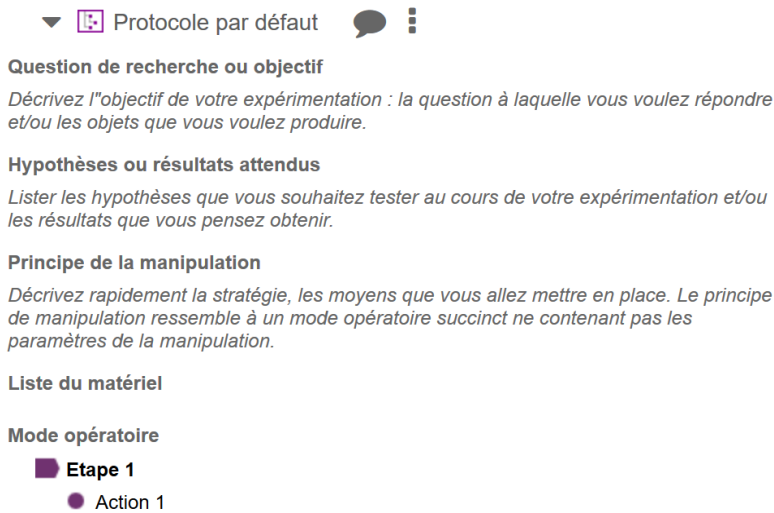 Protocole par défaut
Question de recherche ou objectif
Décrivez l"objectif de votre expérimentation : la question à laquelle vous voulez répondre
et/ou les objets que vous voulez produire.
Hypothèses ou résultats attendus
Lister les hypothèses que vous souhaitez tester au cours de votre expérimentation et/ou
les résultats que vous pensez obtenir.
Principe de la manipulation
Décrivez rapidement la stratégie, les moyens que vous allez mettre en place. Le principe
de manipulation ressemble à un mode opératoire succinct ne contenant pas les
paramètres de la manipulation.
Liste du matériel
Mode opératoire
Etape 1
Action 1